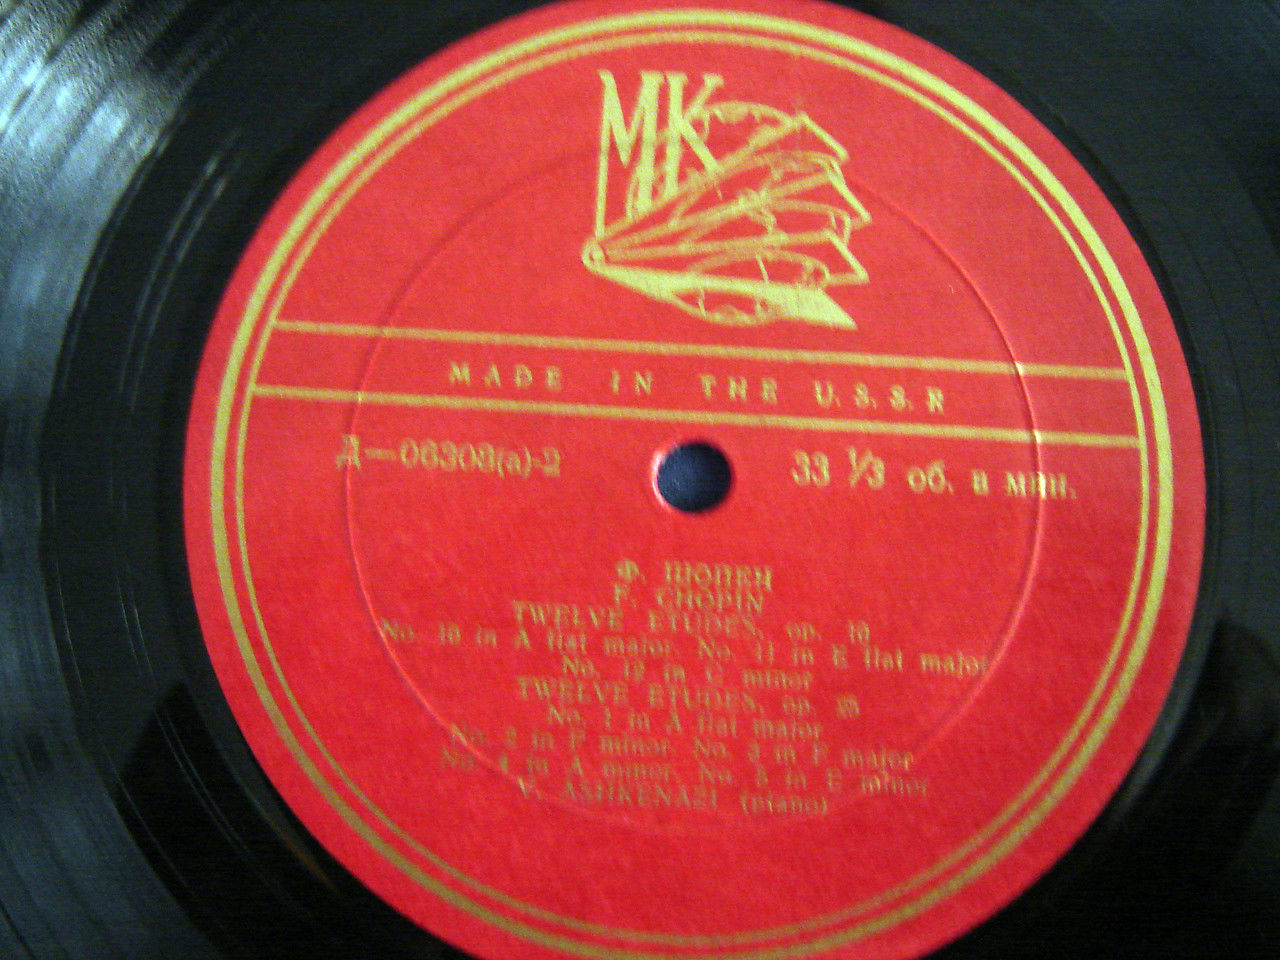 МК
MADE IN THE U.S.S.R
Д—06303(а)-2
33 1/3 об. в мин.
Ф. ШОПЕН
F. CHOPIN
TWELVE ETUDES, op. 10
No. 10 in A flat major. No. 11 in E flat major
No. 12 in C minor
TWELVE ETUDES, op. 25
No. 1 in A flat major
No. 2 in F minor. No. 3 in F major
No. 4 in A minor. No. 5 in E minor
V. ASHKENAZI (piano)